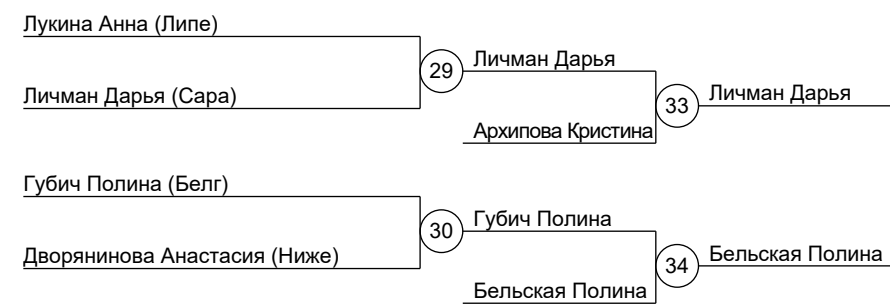 Лукина Анна (Липе)
29
Личман Дарья
Личман Дарья (Сара)
33
Личман Дарья
Архипова Кристина
Губич Полина (Белг)
30
Губич Полина
Дворянинова Анастасия (Ниже)
34
Бельская Полина
Бельская Полина